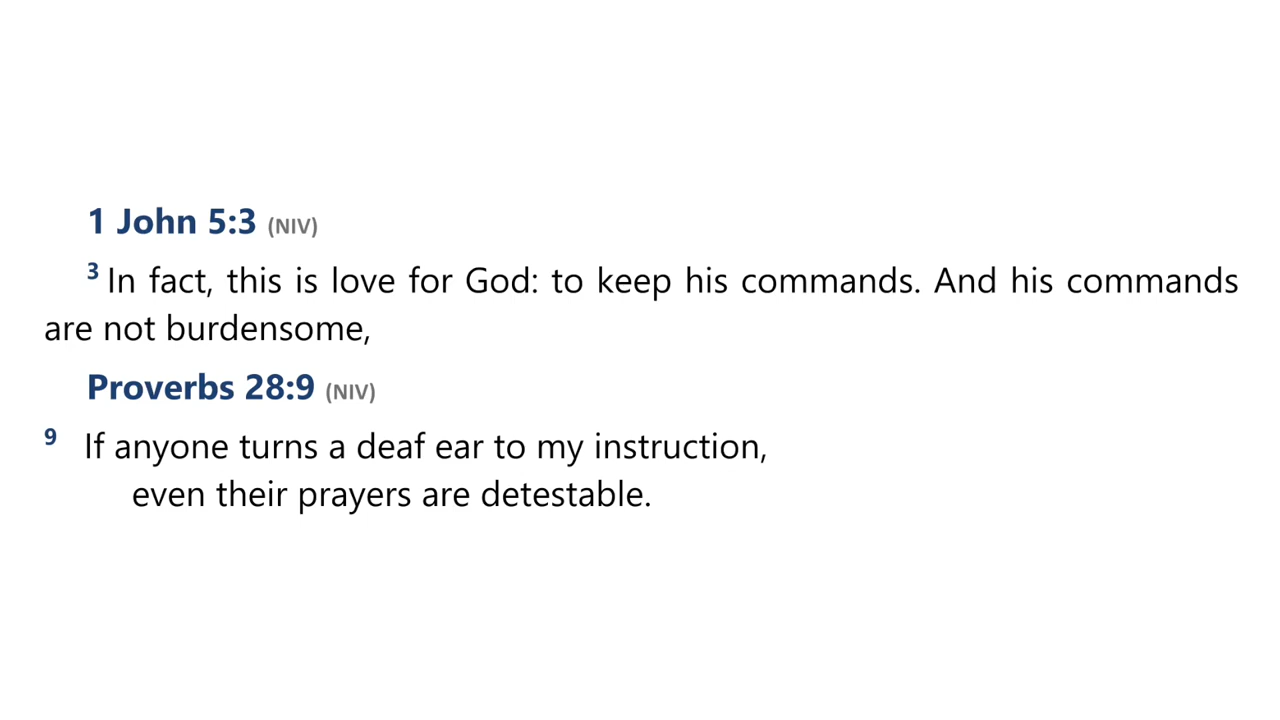 1 John 5:3 (NIV)
3 In fact, this is love for God: to keep his commands. And his commands
are not burdensome,
Proverbs 28:9 (NIV)
9 If anyone turns a deaf ear to my instruction,
even their prayers are detestable.